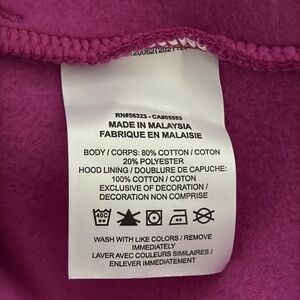 RN#56323 - CA#05553
MADE IN MALAYSIA
FABRIQUE EN MALAISIE
BODY / CORPS: 80% COTTON / COTON
20% POLYESTER
HOOD LINING / DOUBLURE DE CAPUCHE:
100% COTTON / COTON
EXCLUSIVE OF DECORATION /
DECORATION NON COMPRISE
40C
WASH WITH LIKE COLORS / REMOVE
IMMEDIATELY
LAVER AVEC COULEURS SIMILAIRES /
ENLEVER IMMEDIATEMENT